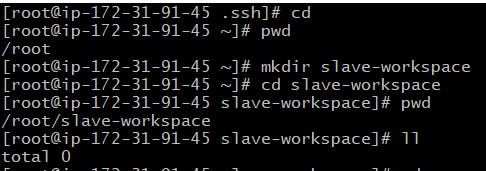 [root@ip-172-31-91-45 .ssh]# cd
[root@ip-172-31-91-45 ~]# pwd
/root
[root@ip-172-31-91-45 ~]# mkdir slave-workspace
[root@ip-172-31-91-45 ~]# cd slave-workspace
[root@ip-172-31-91-45 slave-workspace]# pwd
/root/slave-workspace
[root@ip-172-31-91-45 slave-workspace]# ll
total 0